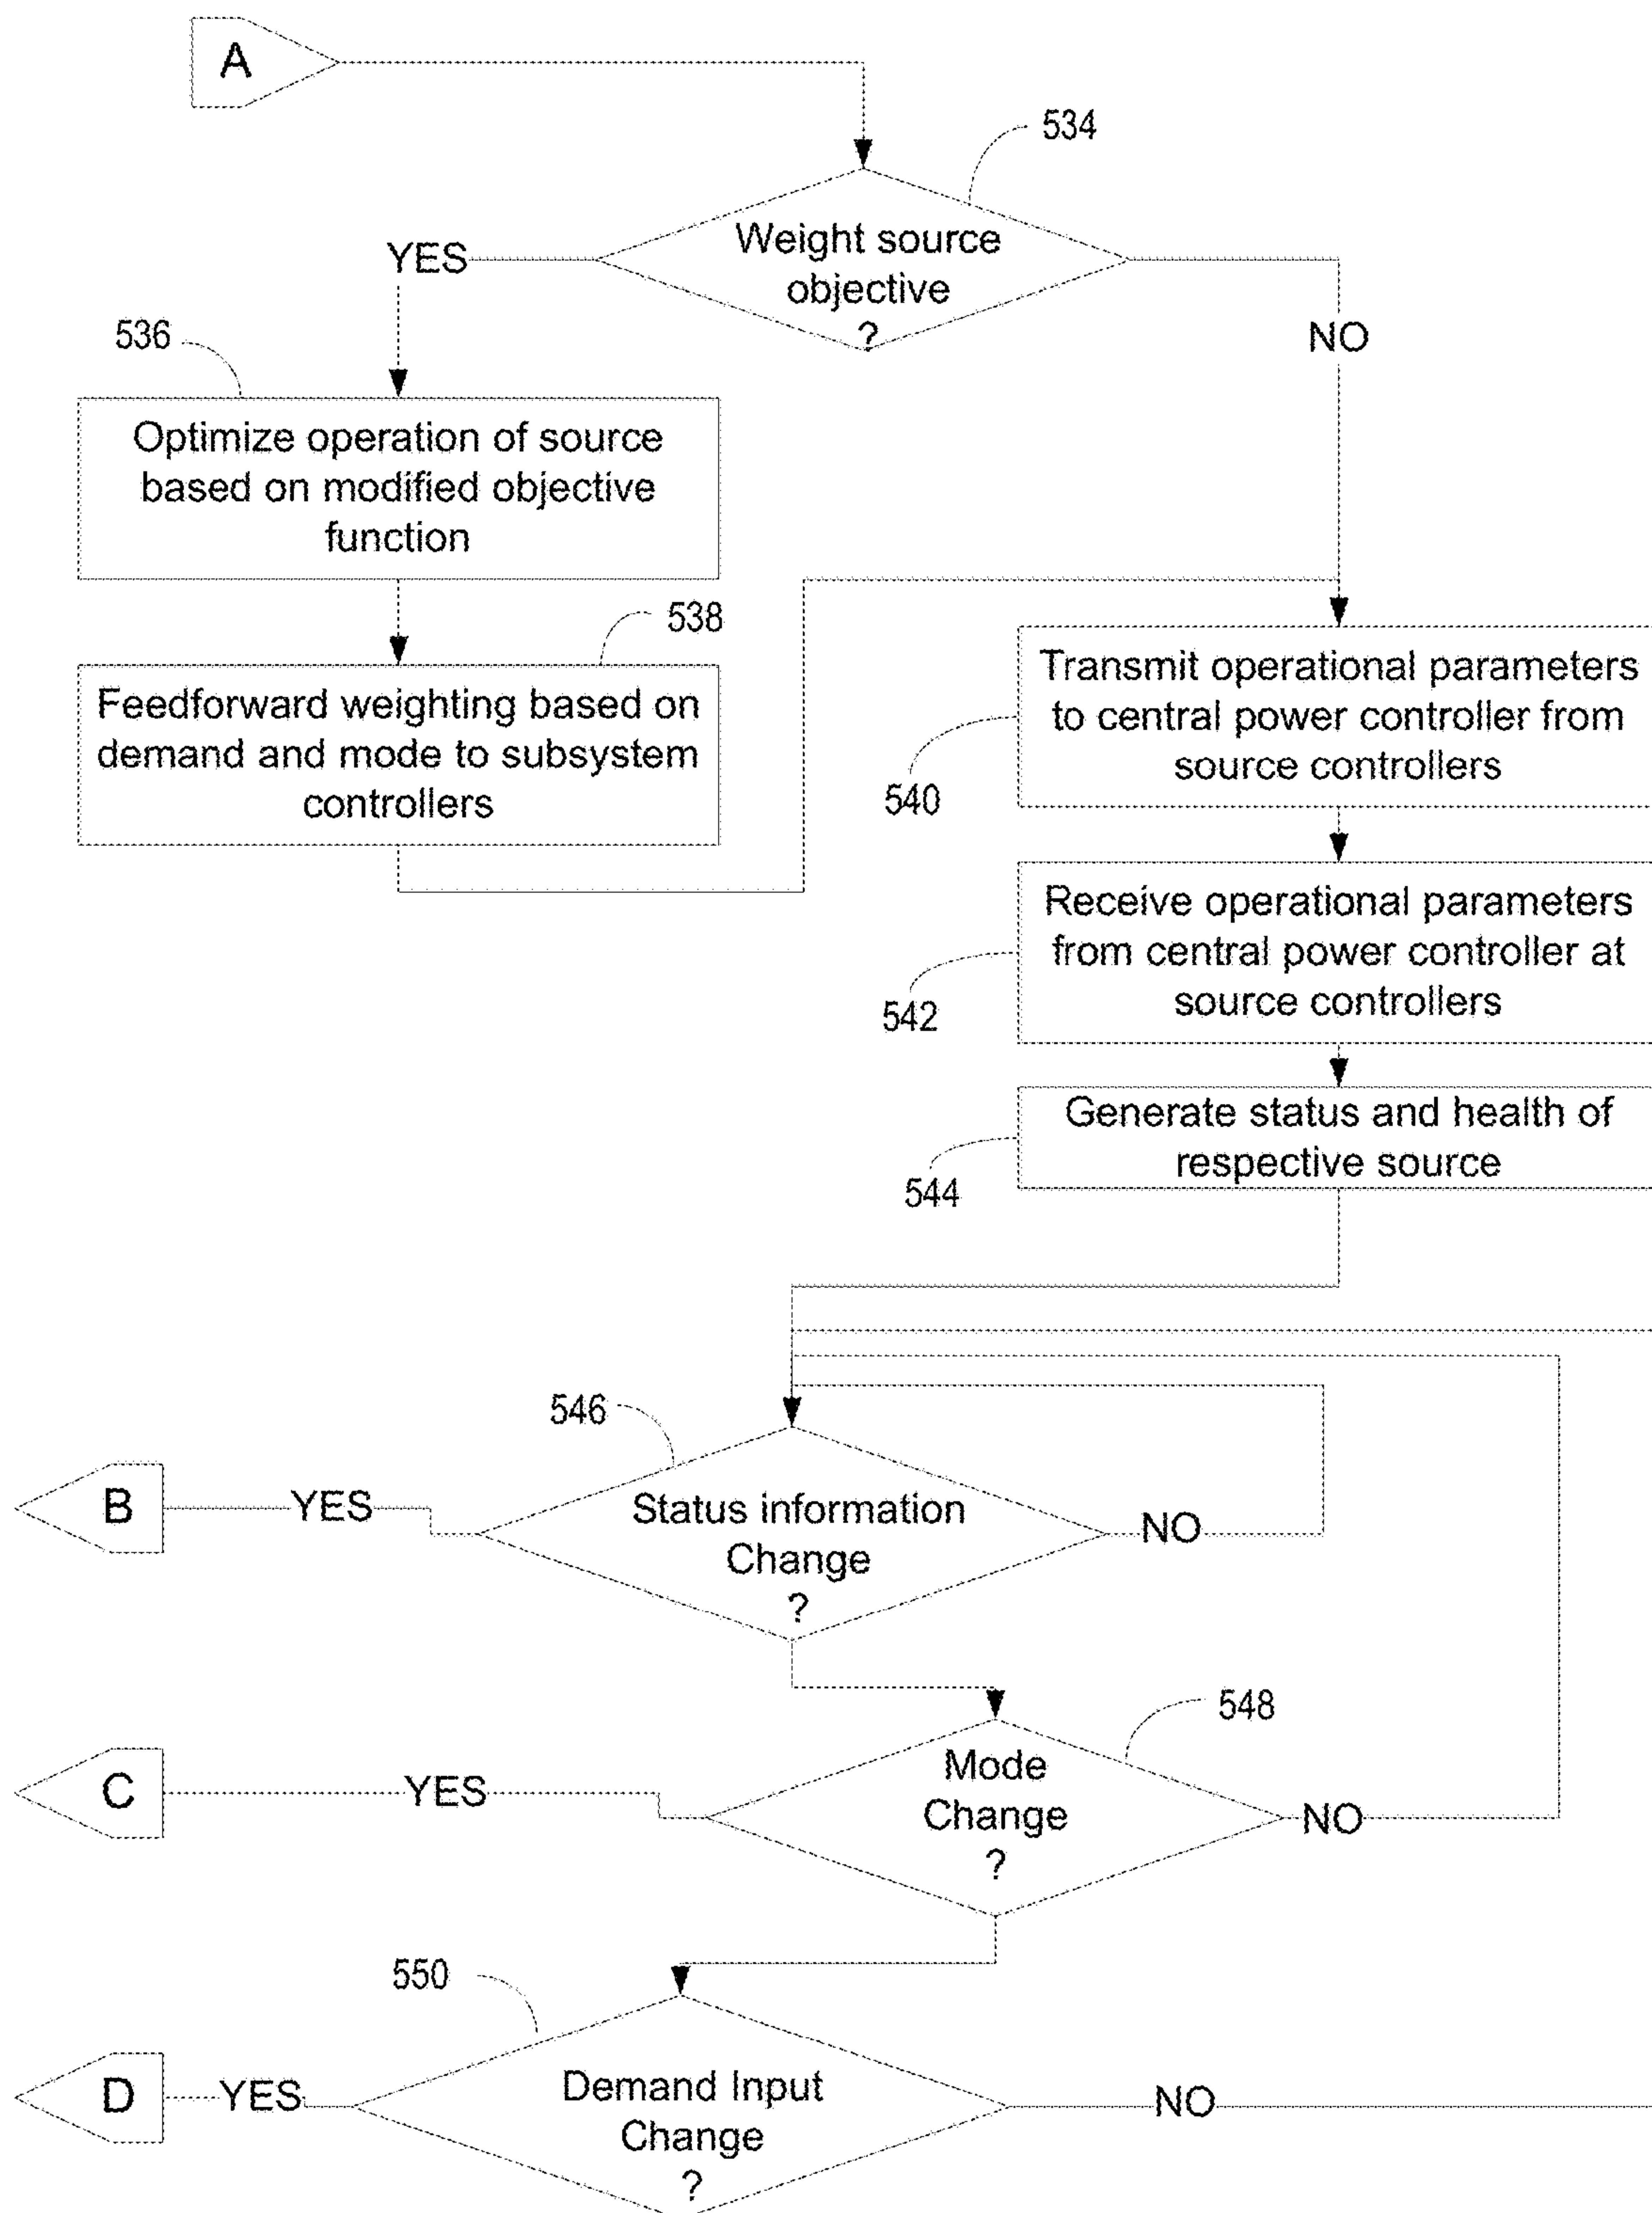 A
534
Weight source
objective
?
YES
NO
536
Optimize operation of source
based on modified objective
function
538
Feedforward weighting based on
demand and mode to subsystem
controllers
Transmit operational parameters
to central power controller from
source controllers
540
Receive operational parameters
from central power controller at
source controllers
542
Generate status and health of
respective source
544
546
B
YES
Status information
Change
?
NO
548
C
YES
Mode
Change
?
NO
550
D
YES
Demand Input
Change
?
NO